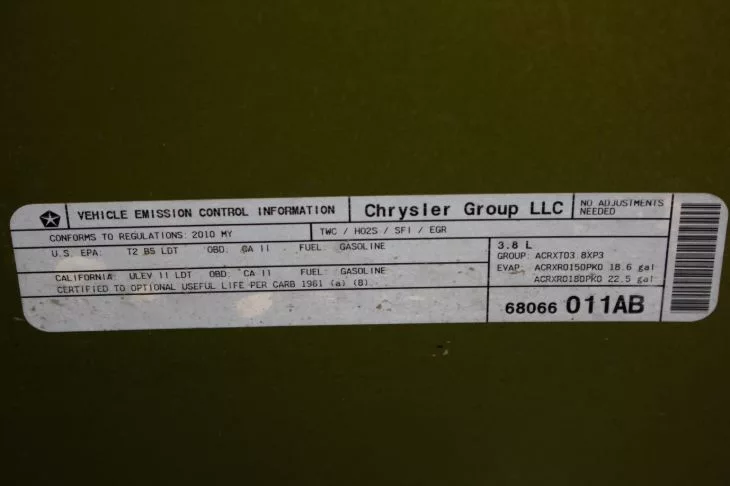 VEHICLE EMISSION CONTROL INFORMATION
Chrysler Group LLC
NO ADJUSTMENTS
NEEDED
CONFORMS TO REGULATIONS: 2010 MY
TWC / HO2S / SFI / EGR
U.S. EPA: T2 B5 LDT OBD: CA II FUEL: GASOLINE
CALIFORNIA: ULEV II LDT OBD: CA II FUEL: GASOLINE
CERTIFIED TO OPTIONAL USEFUL LIFE PER CARB 1961 (a) (8).
3.8 L
GROUP: ACRXT03.8XP3
EVAP: ACRXR0150PK0 18.6 gal
ACRXR0180PK0 22.5 gal
68066 011AB